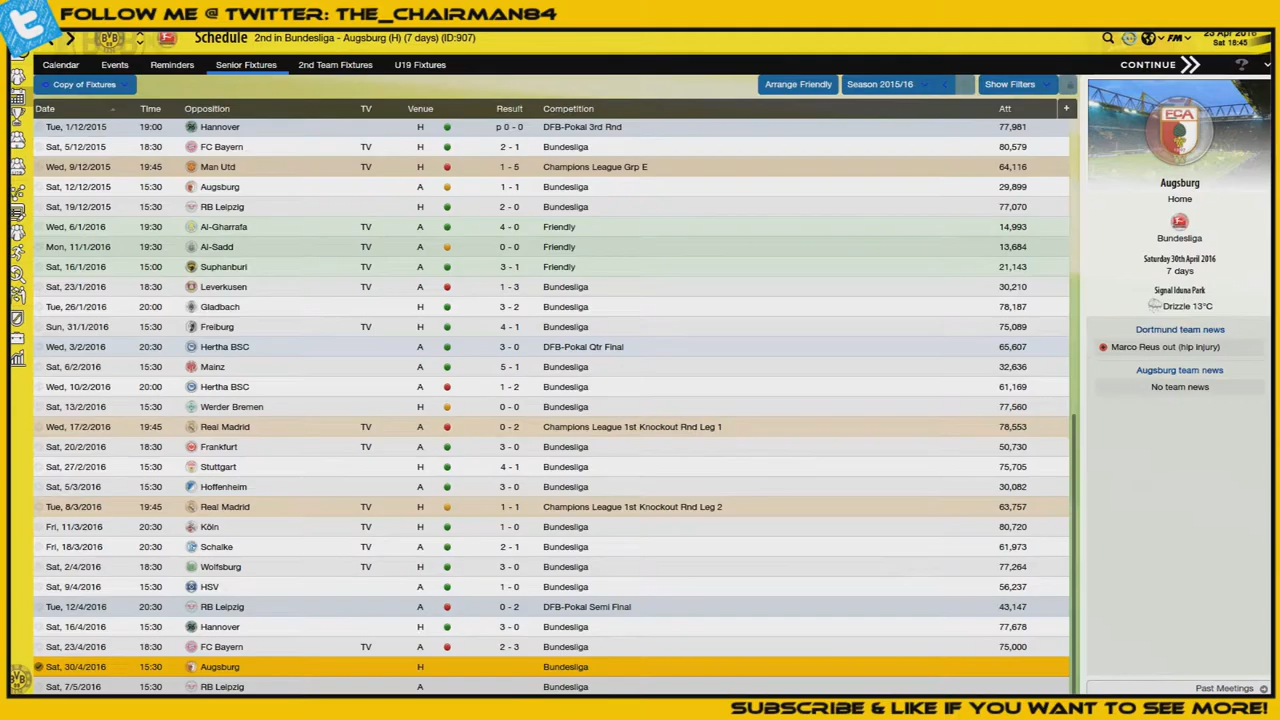 FOLLOW ME @ TWITTER: THE_CHAIRMAN84
Schedule 2nd in Bundesliga - Augsburg (H) (7 days) (ID:907)
FM
23 Apr 2016
Sat 18:45
Calendar Events Reminders Senior Fixtures 2nd Team Fixtures U19 Fixtures
CONTINUE
Copy of Fixtures Arrange Friendly Season 2015/16 Show Filters
Date Time Opposition TV Venue Result Competition Att
Tue, 1/12/2015 19:00 Hannover H p 0 - 0 DFB-Pokal 3rd Rnd 77,981
Sat, 5/12/2015 18:30 FC Bayern TV H 2 - 1 Bundesliga 80,579
Wed, 9/12/2015 19:45 Man Utd TV H 1 - 5 Champions League Grp E 64,116
Sat, 12/12/2015 15:30 Augsburg A 1 - 1 Bundesliga 29,899
Sat, 19/12/2015 15:30 RB Leipzig H 2 - 0 Bundesliga 77,070
Wed, 6/1/2016 19:30 Al-Gharrafa TV A 4 - 0 Friendly 14,993
Mon, 11/1/2016 19:30 Al-Sadd TV A 0 - 0 Friendly 13,684
Sat, 16/1/2016 15:00 Suphanburi TV A 3 - 1 Friendly 21,143
Sat, 23/1/2016 18:30 Leverkusen TV A 1 - 3 Bundesliga 30,210
Tue, 26/1/2016 20:00 Gladbach H 3 - 2 Bundesliga 78,187
Sun, 31/1/2016 15:30 Freiburg TV H 4 - 1 Bundesliga 75,089
Wed, 3/2/2016 20:30 Hertha BSC TV H 3 - 0 DFB-Pokal Qtr Final 65,607
Sat, 6/2/2016 15:30 Mainz A 5 - 1 Bundesliga 32,636
Wed, 10/2/2016 20:00 Hertha BSC A 1 - 2 Bundesliga 61,169
Sat, 13/2/2016 15:30 Werder Bremen H 0 - 0 Bundesliga 77,560
Wed, 17/2/2016 19:45 Real Madrid TV A 0 - 2 Champions League 1st Knockout Rnd Leg 1 78,553
Sat, 20/2/2016 18:30 Frankfurt TV A 3 - 0 Bundesliga 50,730
Sat, 27/2/2016 15:30 Stuttgart H 4 - 1 Bundesliga 75,705
Sat, 5/3/2016 15:30 Hoffenheim A 3 - 0 Bundesliga 30,082
Tue, 8/3/2016 19:45 Real Madrid TV H 1 - 1 Champions League 1st Knockout Rnd Leg 2 63,757
Fri, 11/3/2016 20:30 Köln TV H 1 - 0 Bundesliga 80,720
Fri, 18/3/2016 20:30 Schalke TV A 2 - 1 Bundesliga 61,973
Sat, 2/4/2016 18:30 Wolfsburg TV H 3 - 0 Bundesliga 77,264
Sat, 9/4/2016 15:30 HSV A 1 - 0 Bundesliga 56,237
Tue, 12/4/2016 20:30 RB Leipzig A 0 - 2 DFB-Pokal Semi Final 43,147
Sat, 16/4/2016 15:30 Hannover H 3 - 0 Bundesliga 77,678
Sat, 23/4/2016 18:30 FC Bayern TV A 2 - 3 Bundesliga 75,000
Sat, 30/4/2016 15:30 Augsburg H Bundesliga
Sat, 7/5/2016 15:30 RB Leipzig A Bundesliga
FCA
Augsburg
Home
Bundesliga
Saturday 30th April 2016
7 days
Signal Iduna Park
Drizzle 13°C
Dortmund team news
Marco Reus out (hip injury)
Augsburg team news
No team news
Past Meetings
BVB
SUBSCRIBE & LIKE IF YOU WANT TO SEE MORE!